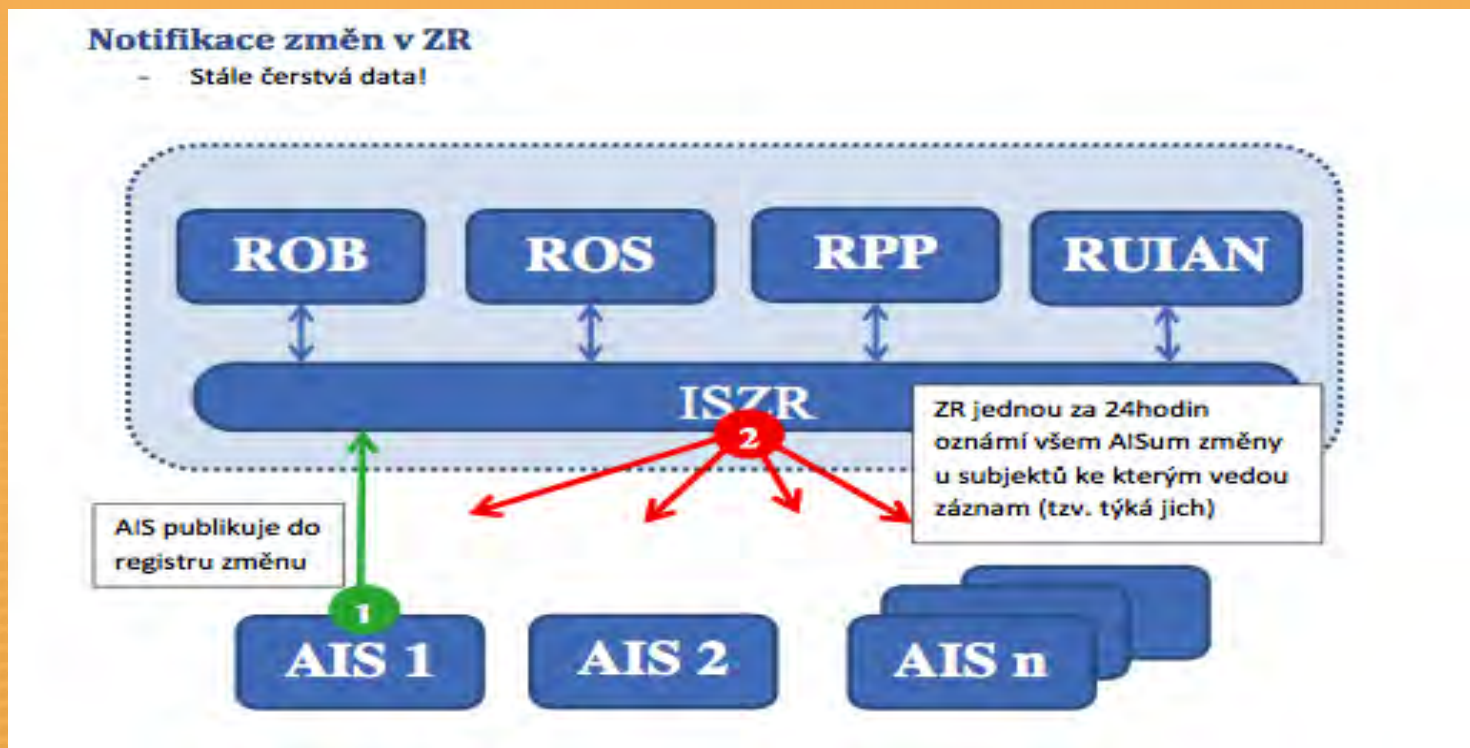 Notifikace změn v ZR
- Stále čerstvá data!
ROB
ROS
RPP
RUIAN
ISZR
2
ZR jednou za 24hodin
oznámí všem AISum změny
u subjektů ke kterým vedou
záznam (tzv. týká jich)
AIS publikuje do
registru změnu
1
AIS 1
AIS 2
AIS n